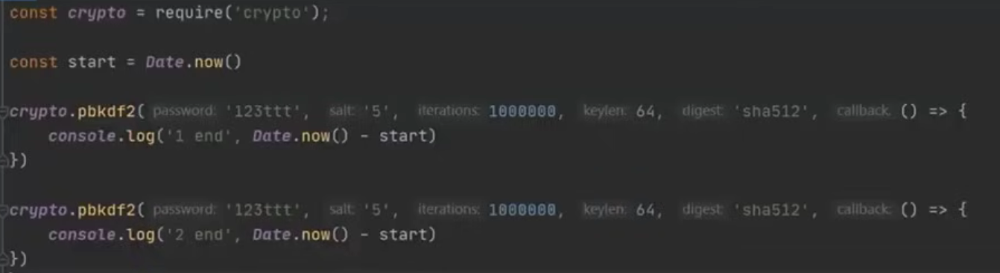 const crypto = require('crypto');
const start = Date.now()
crypto.pbkdf2( password: '123ttt', salt: '5', iterations: 1000000, keylen: 64, digest: 'sha512', callback: () => {
console.log('1 end', Date.now() - start)
})
crypto.pbkdf2( password: '123ttt', salt: '5', iterations: 1000000, keylen: 64, digest: 'sha512', callback: () => {
console.log('2 end', Date.now() - start)
})